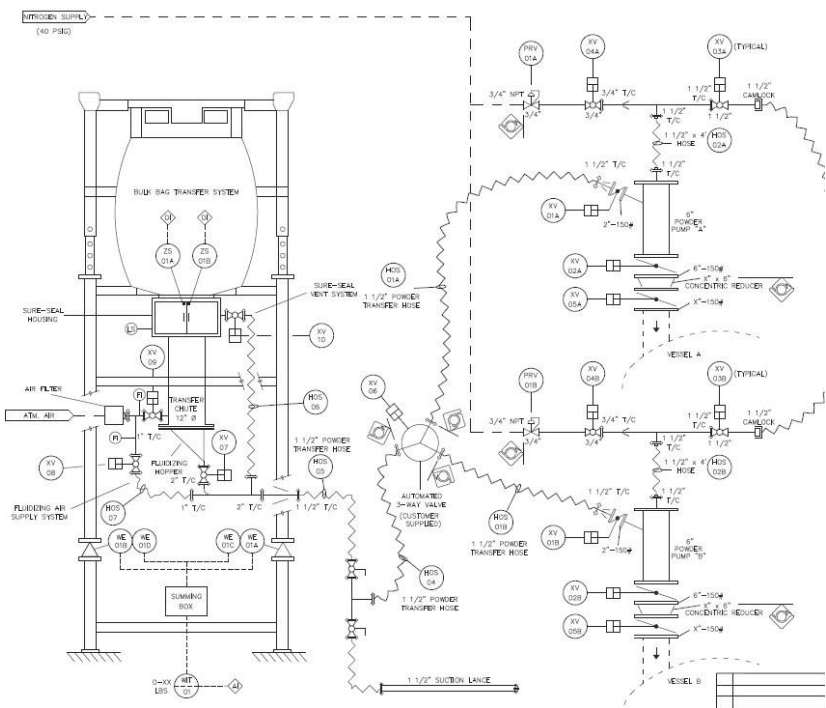 NITROGEN SUPPLY
(40 PSIG)
BULK BAG TRANSFER SYSTEM
DI
DI
ZS
01A
ZS
01B
SURE-SEAL
VENT SYSTEM
SURE-SEAL
HOUSING
LS
XV
10
XV
09
AIR FILTER
ATM. AIR
FI
PI
TRANSFER
CHUTE
12" Ø
1" T/C
HOS
06
XV
07
XV
08
FLUIDIZING
HOPPER
2" T/C
FLUIDIZING AIR
SUPPLY SYSTEM
HOS
07
1" T/C
2" T/C
1 1/2" T/C
1 1/2" POWDER
TRANSFER HOSE
HOS
05
WE
01B
WE
01D
WE
01C
WE
01A
SUMMING
BOX
0-XX
LBS
WIT
01
AI
1 1/2" SUCTION LANCE
HOS
01A
1 1/2" POWDER
TRANSFER HOSE
XV
06
AUTOMATED
3-WAY VALVE
(CUSTOMER
SUPPLIED)
HOS
04
1 1/2" POWDER
TRANSFER HOSE
HOS
01B
1 1/2" POWDER
TRANSFER HOSE
PRV
01A
XV
04A
XV
03A
(TYPICAL)
3/4" NPT
3/4"
3/4" T/C
3/4"
1 1/2"
T/C
1 1/2"
T/C
1 1/2"
1 1/2"
CAMLOCK
1 1/2" x 4'
HOSE
HOS
02A
1 1/2" T/C
1 1/2"
T/C
XV
01A
2"-150#
6"
POWDER
PUMP "A"
XV
02A
6"-150#
X" x 6"
CONCENTRIC REDUCER
XV
05A
X"-150#
VESSEL A
PRV
01B
XV
04B
XV
03B
(TYPICAL)
3/4" NPT
3/4"
3/4" T/C
3/4"
1 1/2"
T/C
1 1/2"
T/C
1 1/2"
1 1/2"
CAMLOCK
1 1/2" x 4'
HOSE
HOS
02B
1 1/2" T/C
1 1/2"
T/C
XV
01B
2"-150#
6"
POWDER
PUMP "B"
XV
02B
6"-150#
X" x 6"
CONCENTRIC REDUCER
XV
05B
X"-150#
VESSEL B